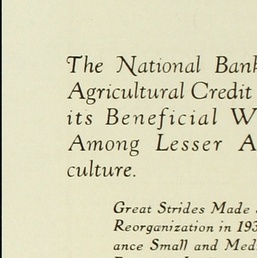 The National Bank
Agricultural Credit
its Beneficial W
Among Lesser A
culture.
Great Strides Made
Reorganization in 193
ance Small and Med